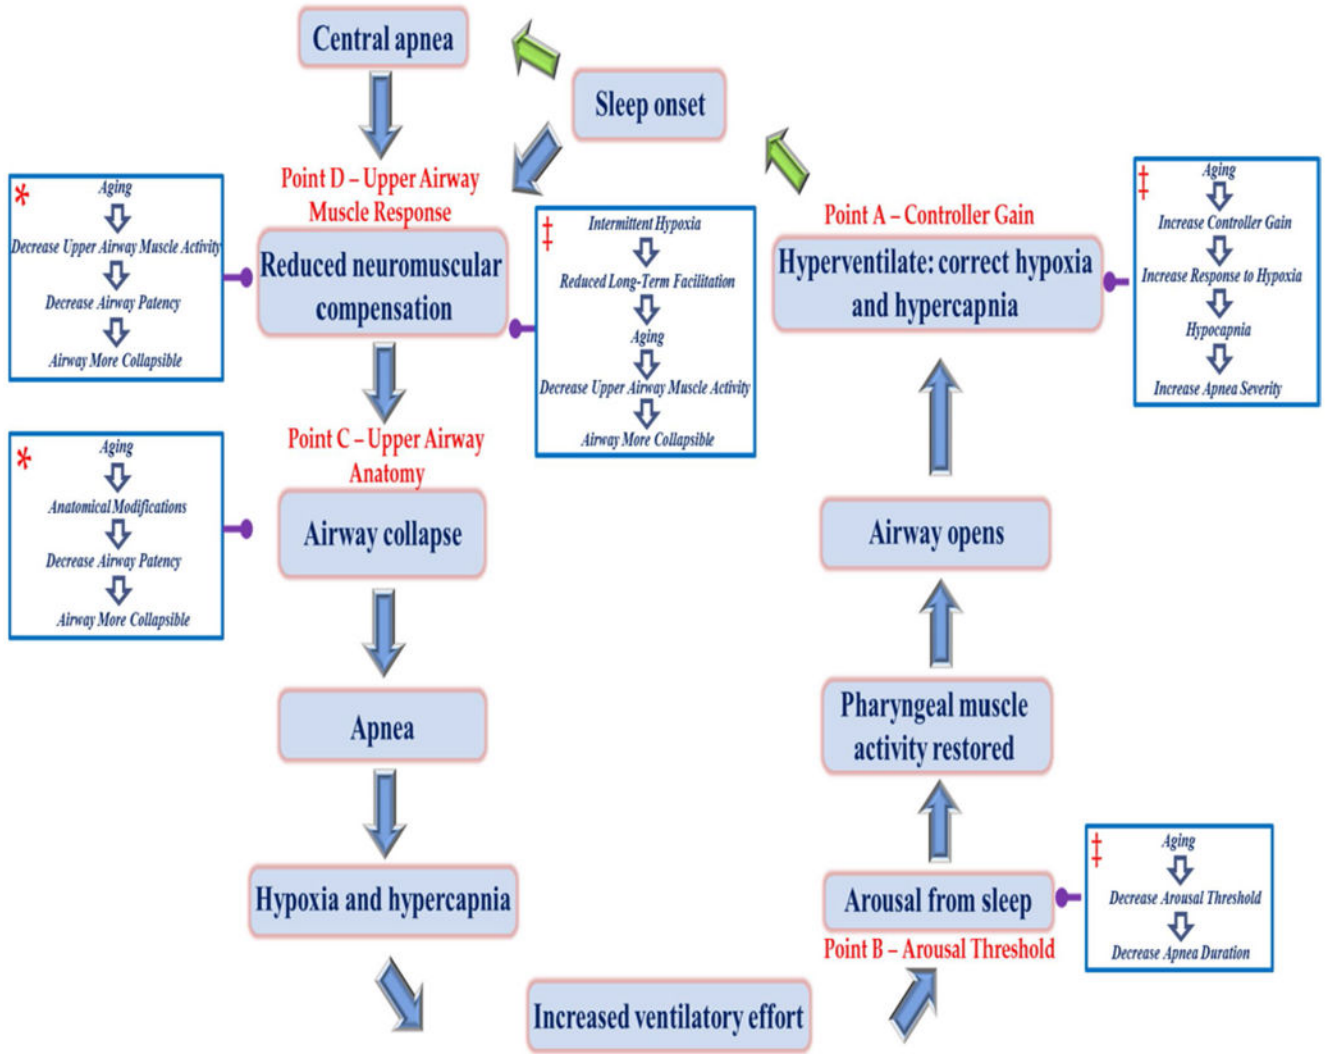 Central apnea
Sleep onset
Point D – Upper Airway
Muscle Response
Reduced neuromuscular
compensation
*
Aging
Decrease Upper Airway Muscle Activity
Decrease Airway Patency
Airway More Collapsible
‡
Intermittent Hypoxia
Reduced Long-Term Facilitation
Aging
Decrease Upper Airway Muscle Activity
Airway More Collapsible
Point A – Controller Gain
Hyperventilate: correct hypoxia
and hypercapnia
‡
Aging
Increase Controller Gain
Increase Response to Hypoxia
Hypocapnia
Increase Apnea Severity
Point C – Upper Airway
Anatomy
Airway collapse
*
Aging
Anatomical Modifications
Decrease Airway Patency
Airway More Collapsible
Airway opens
Apnea
Pharyngeal muscle
activity restored
Hypoxia and hypercapnia
Arousal from sleep
Point B – Arousal Threshold
‡
Aging
Decrease Arousal Threshold
Decrease Apnea Duration
Increased ventilatory effort